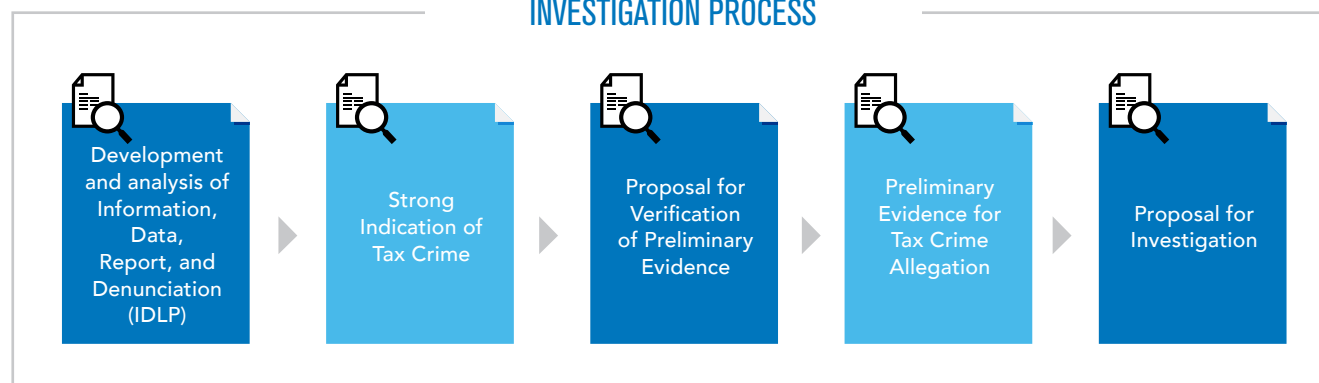 INVESTIGATION PROCESS
Development
and analysis of
Information,
Data,
Report, and
Denunciation
(IDLP)
Strong
Indication of
Tax Crime
Proposal for
Verification
of Preliminary
Evidence
Preliminary
Evidence for
Tax Crime
Allegation
Proposal for
Investigation